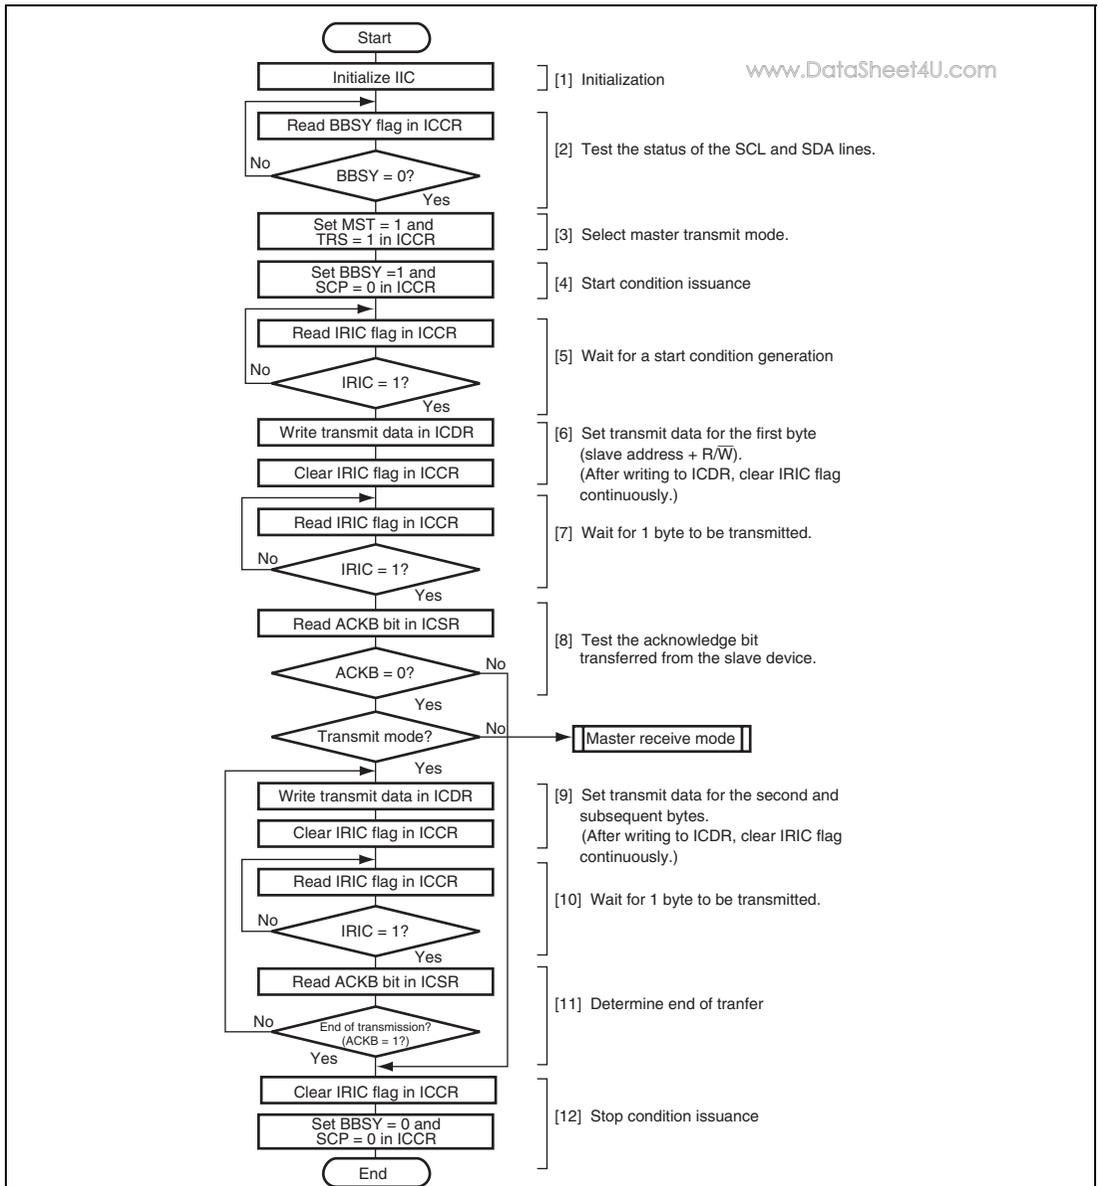 Start
www.DataSheet4U.com
Initialize IIC
[1] Initialization
Read BBSY flag in ICCR
[2] Test the status of the SCL and SDA lines.
No
BBSY = 0?
Yes
Set MST = 1 and
TRS = 1 in ICCR
[3] Select master transmit mode.
Set BBSY =1 and
SCP = 0 in ICCR
[4] Start condition issuance
Read IRIC flag in ICCR
[5] Wait for a start condition generation
No
IRIC = 1?
Yes
Write transmit data in ICDR
[6] Set transmit data for the first byte
(slave address + R/W̅).
(After writing to ICDR, clear IRIC flag
continuously.)
Clear IRIC flag in ICCR
Read IRIC flag in ICCR
[7] Wait for 1 byte to be transmitted.
No
IRIC = 1?
Yes
Read ACKB bit in ICSR
[8] Test the acknowledge bit
transferred from the slave device.
ACKB = 0?
No
Yes
Transmit mode?
No
Master receive mode
Yes
Write transmit data in ICDR
[9] Set transmit data for the second and
subsequent bytes.
(After writing to ICDR, clear IRIC flag
continuously.)
Clear IRIC flag in ICCR
Read IRIC flag in ICCR
[10] Wait for 1 byte to be transmitted.
No
IRIC = 1?
Yes
Read ACKB bit in ICSR
[11] Determine end of tranfer
No
End of transmission?
(ACKB = 1?)
Yes
Clear IRIC flag in ICCR
[12] Stop condition issuance
Set BBSY = 0 and
SCP = 0 in ICCR
End